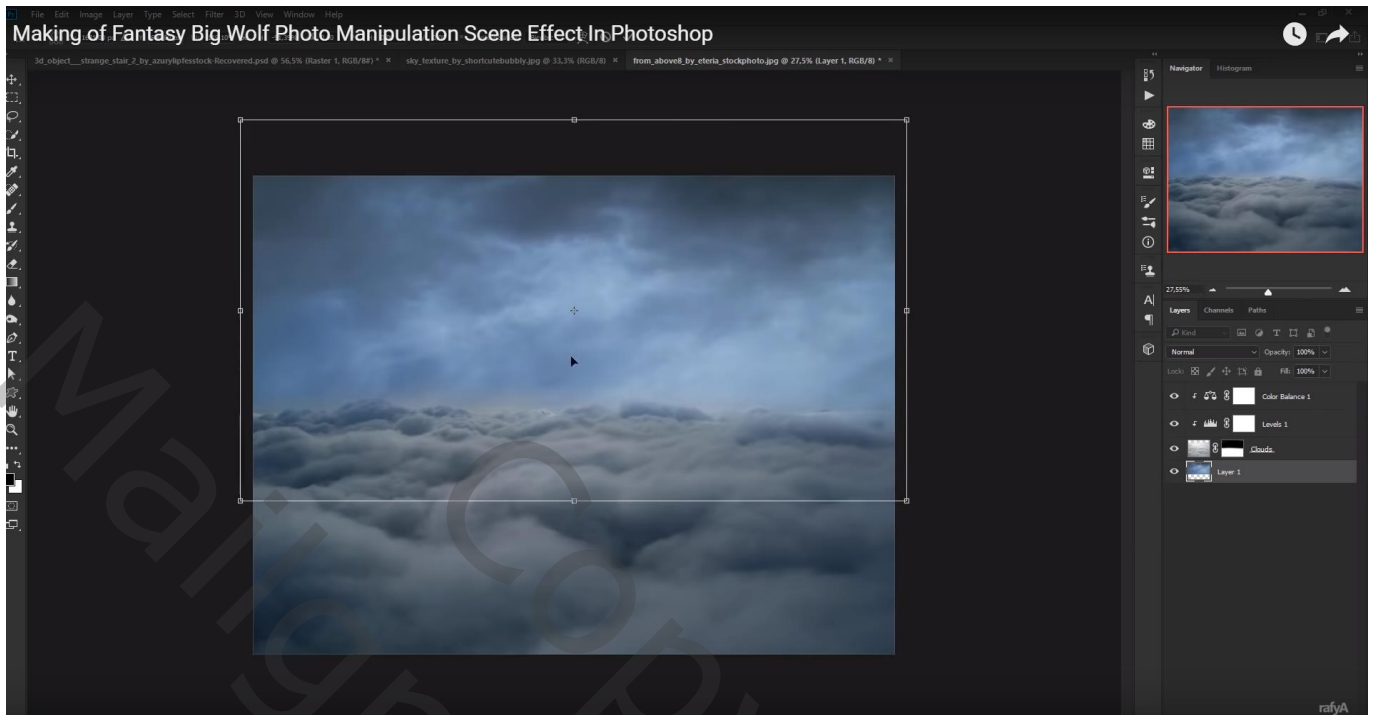 Ps File Edit Image Layer Type Select Filter 3D View Window Help
Making of Fantasy Big Wolf Photo Manipulation Scene Effect In Photoshop
3d_object__strange_stair_2_by_azurylipfesstock-Recovered.psd @ 56,5% (Raster 1, RGB/8#) * × sky_texture_by_shortcutebubbly.jpg @ 33,3% (RGB/8) × from_above8_by_eteria_stockphoto.jpg @ 27,5% (Layer 1, RGB/8) * ×
Navigator Histogram
27,55%
Layers Channels Paths
Kind
Normal Opacity: 100%
Lock: Fill: 100%
Color Balance 1
Levels 1
Clouds
Layer 1
rafyA